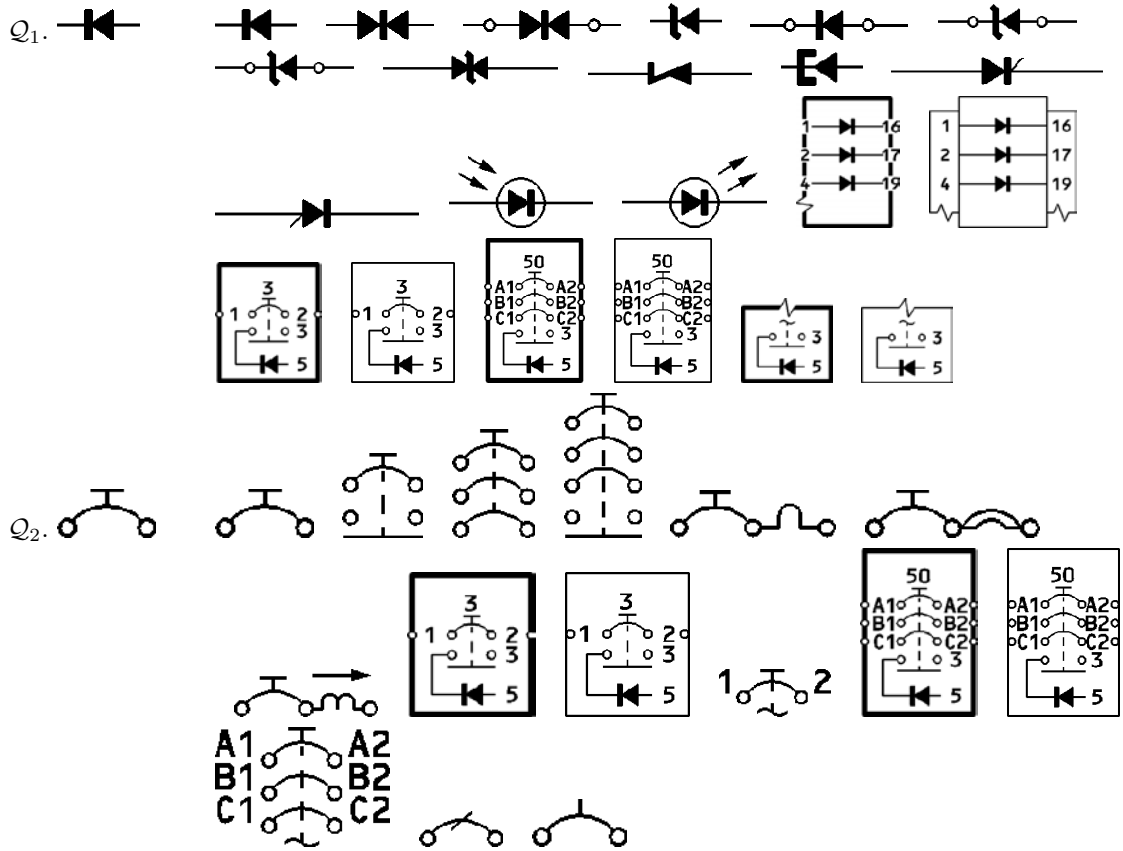 Q1.
1 16 1 16
2 17 2 17
4 19 4 19
3 3 50 50
1 2 1 2 A1 A2 A1 A2
3 3 B1 B2 B1 B2
C1 C2 C1 C2
3 3 3 3
5 5 5 5 5 5
Q2.
3 3 50 50
1 2 1 2 1 2 A1 A2 A1 A2
3 3 B1 B2 B1 B2
C1 C2 C1 C2
3 3
5 5 5 5
A1 A2
B1 B2
C1 C2